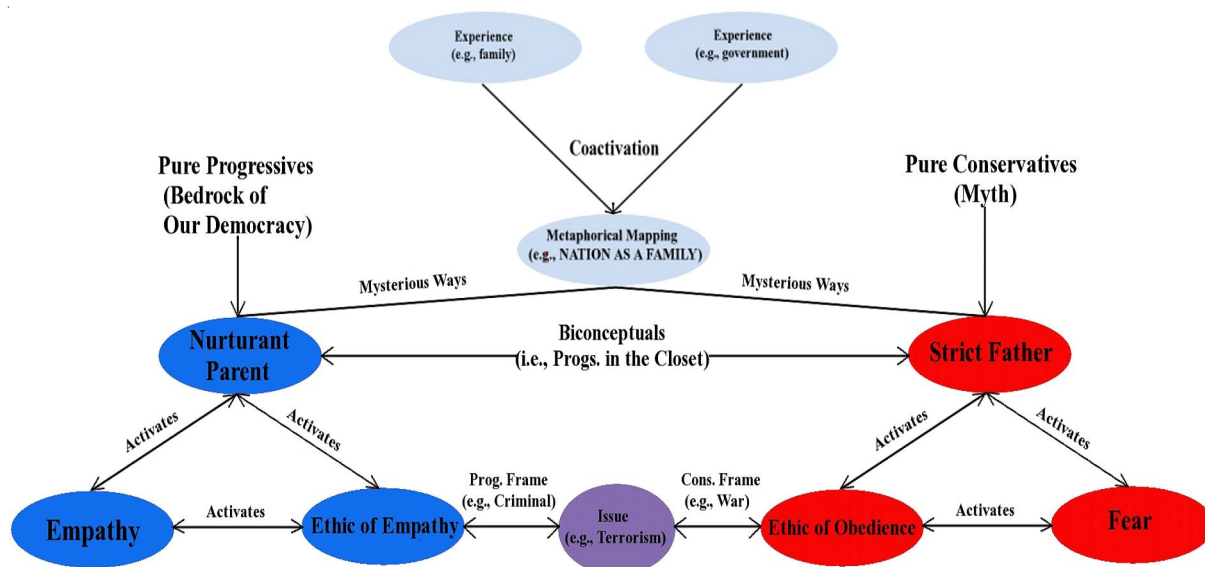 Experience
(e.g., family)
Experience
(e.g., government)
Coactivation
Pure Progressives
(Bedrock of
Our Democracy)
Pure Conservatives
(Myth)
Metaphorical Mapping
(e.g., NATION AS A FAMILY)
Mysterious Ways
Mysterious Ways
Nurturant
Parent
Biconceptuals
(i.e., Progs. in the Closet)
Strict Father
Activates
Activates
Activates
Activates
Empathy
Activates
Ethic of Empathy
Prog. Frame
(e.g., Criminal)
Issue
(e.g., Terrorism)
Cons. Frame
(e.g., War)
Ethic of Obedience
Activates
Fear